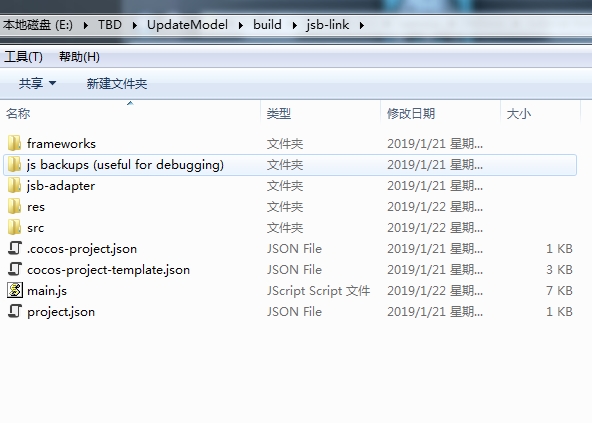 本地磁盘 (E:) ▸ TBD ▸ UpdateModel ▸ build ▸ jsb-link ▸
工具(T) 帮助(H)
共享 新建文件夹
名称 类型 修改日期 大小
frameworks 文件夹 2019/1/21 星期...
js backups (useful for debugging) 文件夹 2019/1/21 星期...
jsb-adapter 文件夹 2019/1/21 星期...
res 文件夹 2019/1/22 星期...
src 文件夹 2019/1/22 星期...
.cocos-project.json JSON File 2019/1/21 星期... 1 KB
cocos-project-template.json JSON File 2019/1/21 星期... 3 KB
main.js JScript Script 文件 2019/1/22 星期... 7 KB
project.json JSON File 2019/1/21 星期... 1 KB